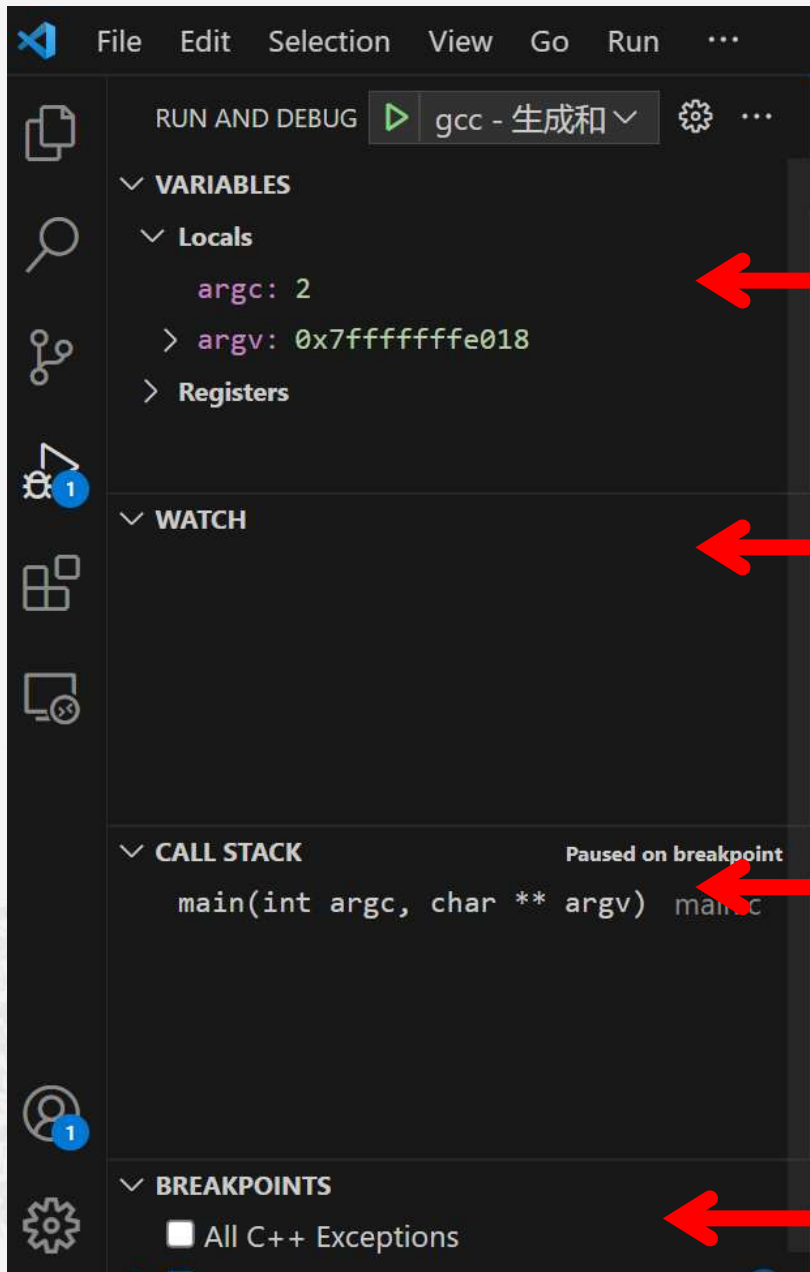 File Edit Selection View Go Run ···
RUN AND DEBUG gcc - 生成和 ···
VARIABLES
Locals
argc: 2
argv: 0x7fffffffe018
Registers
1
WATCH
CALL STACK Paused on breakpoint
main(int argc, char ** argv) main.c
1
BREAKPOINTS
All C++ Exceptions